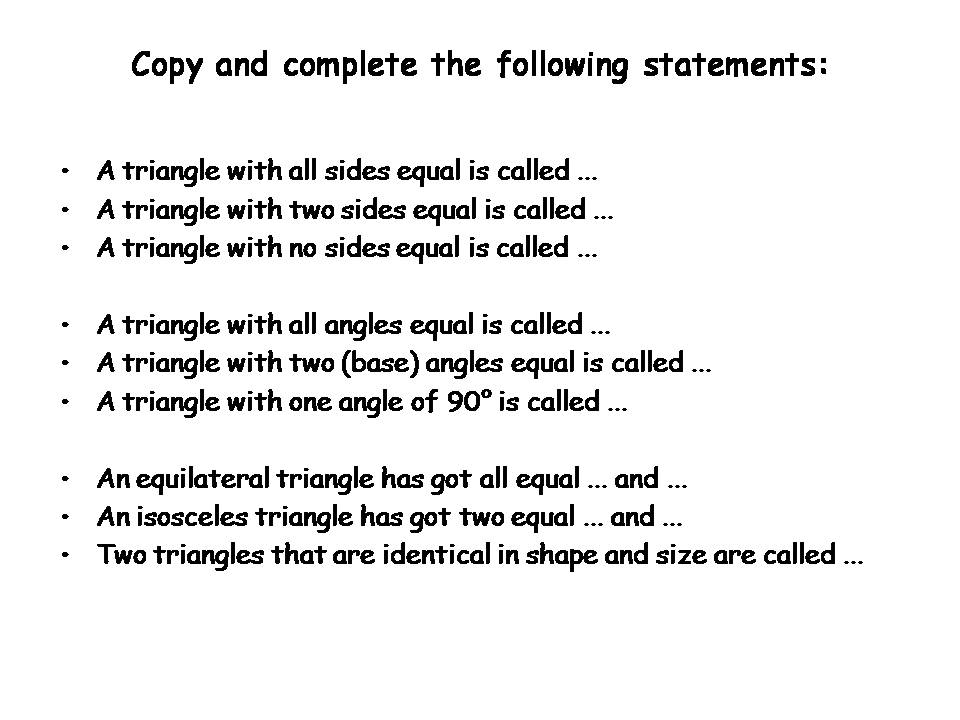 Copy and complete the following statements:
• A triangle with all sides equal is called ...
• A triangle with two sides equal is called ...
• A triangle with no sides equal is called ...
• A triangle with all angles equal is called ...
• A triangle with two (base) angles equal is called ...
• A triangle with one angle of 90° is called ...
• An equilateral triangle has got all equal ... and ...
• An isosceles triangle has got two equal ... and ...
• Two triangles that are identical in shape and size are called ...